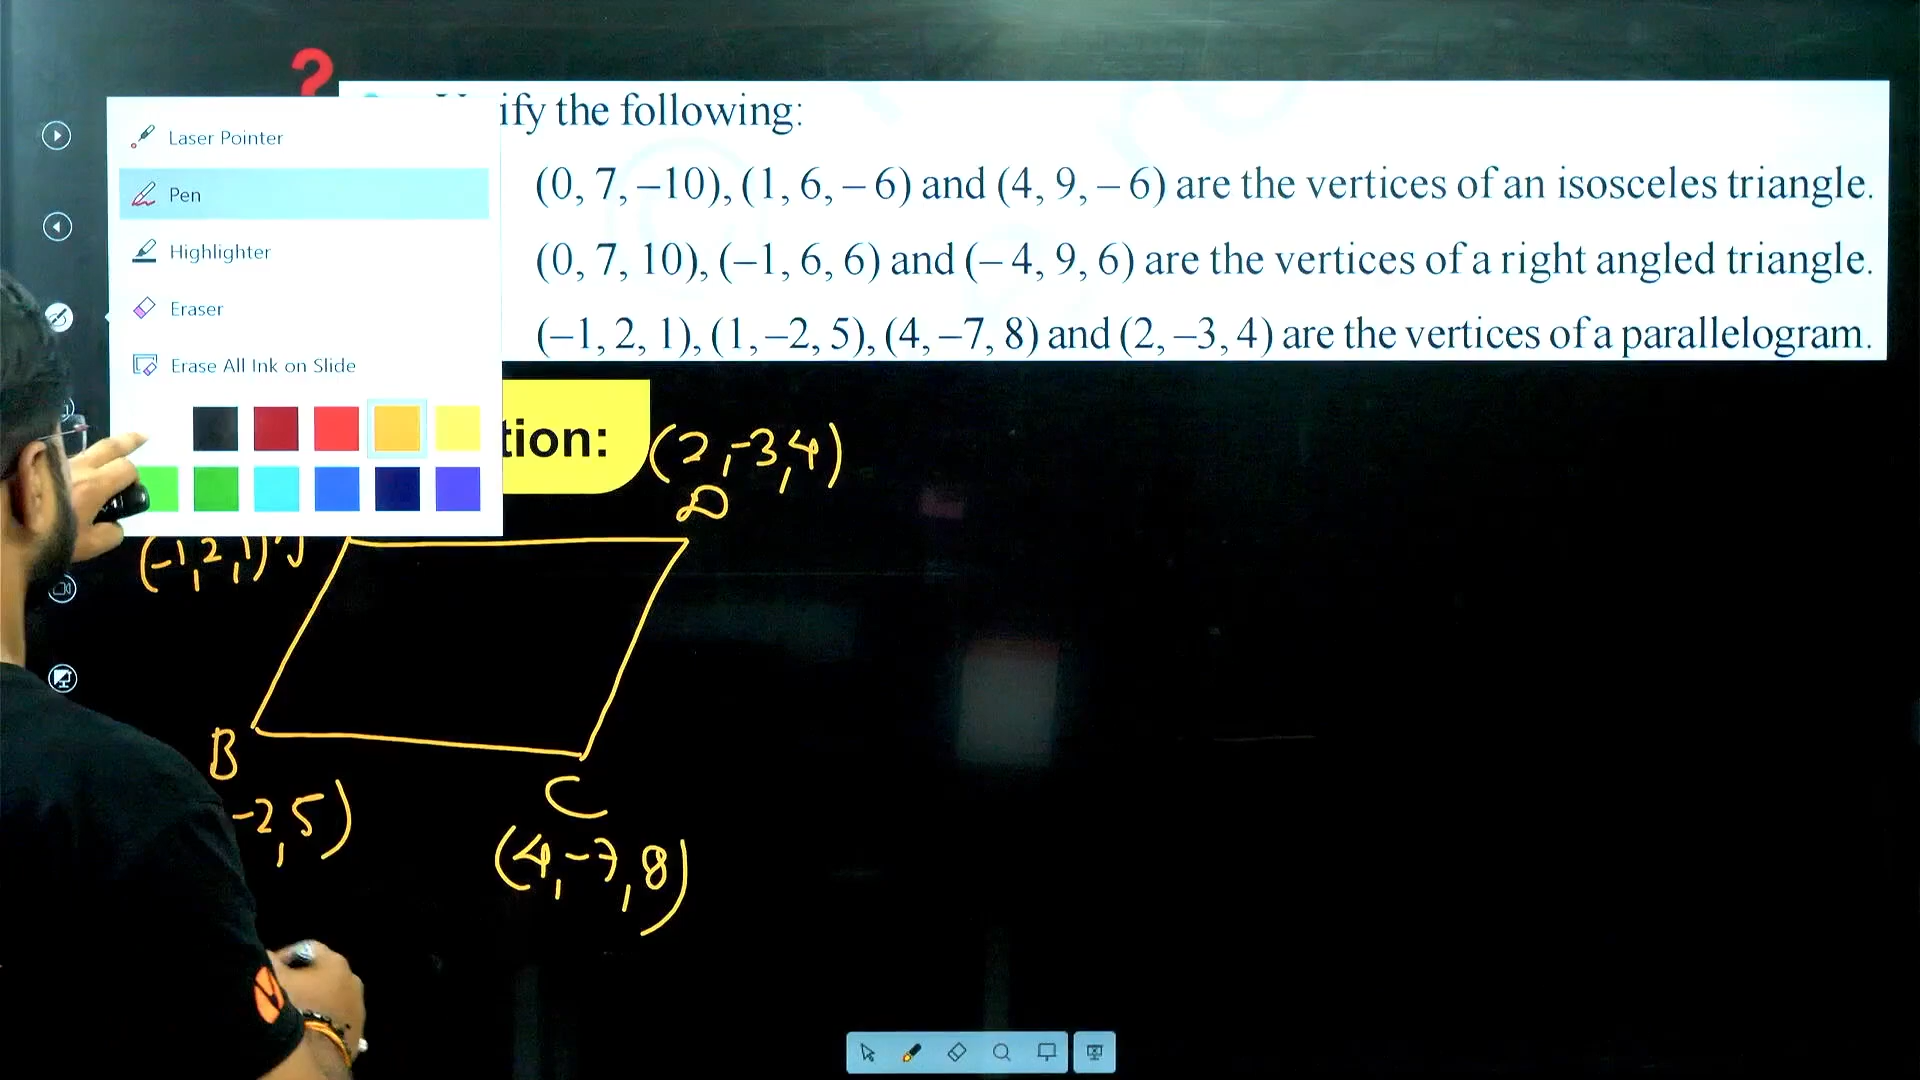 ?
ify the following:
(0, 7, –10), (1, 6, – 6) and (4, 9, – 6) are the vertices of an isosceles triangle.
(0, 7, 10), (–1, 6, 6) and (– 4, 9, 6) are the vertices of a right angled triangle.
(–1, 2, 1), (1, –2, 5), (4, –7, 8) and (2, –3, 4) are the vertices of a parallelogram.
Laser Pointer
Pen
Highlighter
Eraser
Erase All Ink on Slide
tion:
(2,-3,4)
D
(-1,2,1)
B
-2,5)
C
(4,-7,8)